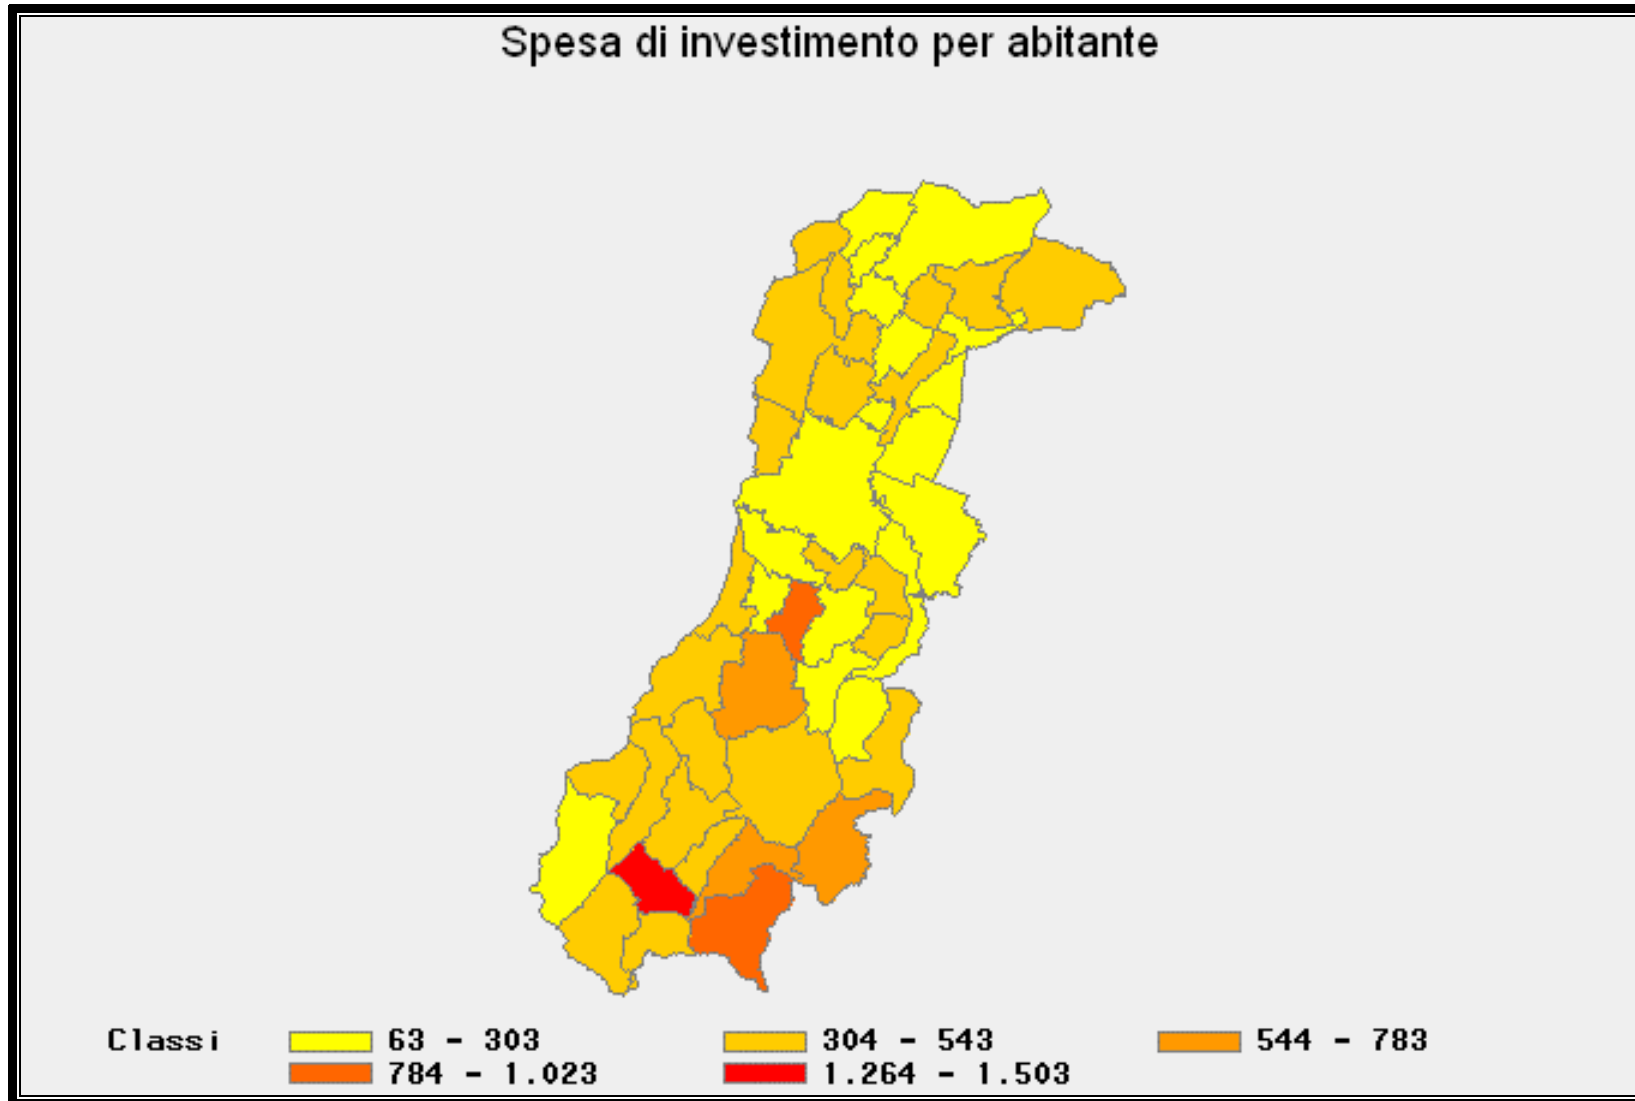 Spesa di investimento per abitante
Classi 63 - 303 304 - 543 544 - 783
784 - 1.023 1.264 - 1.503